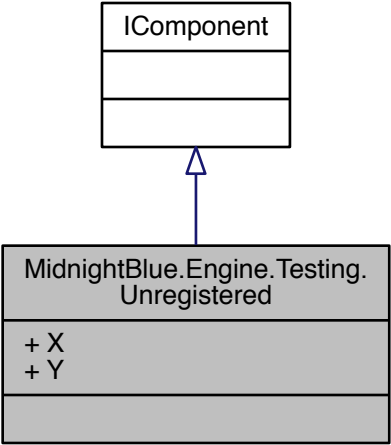 IComponent
MidnightBlue.Engine.Testing.
Unregistered
+ X
+ Y